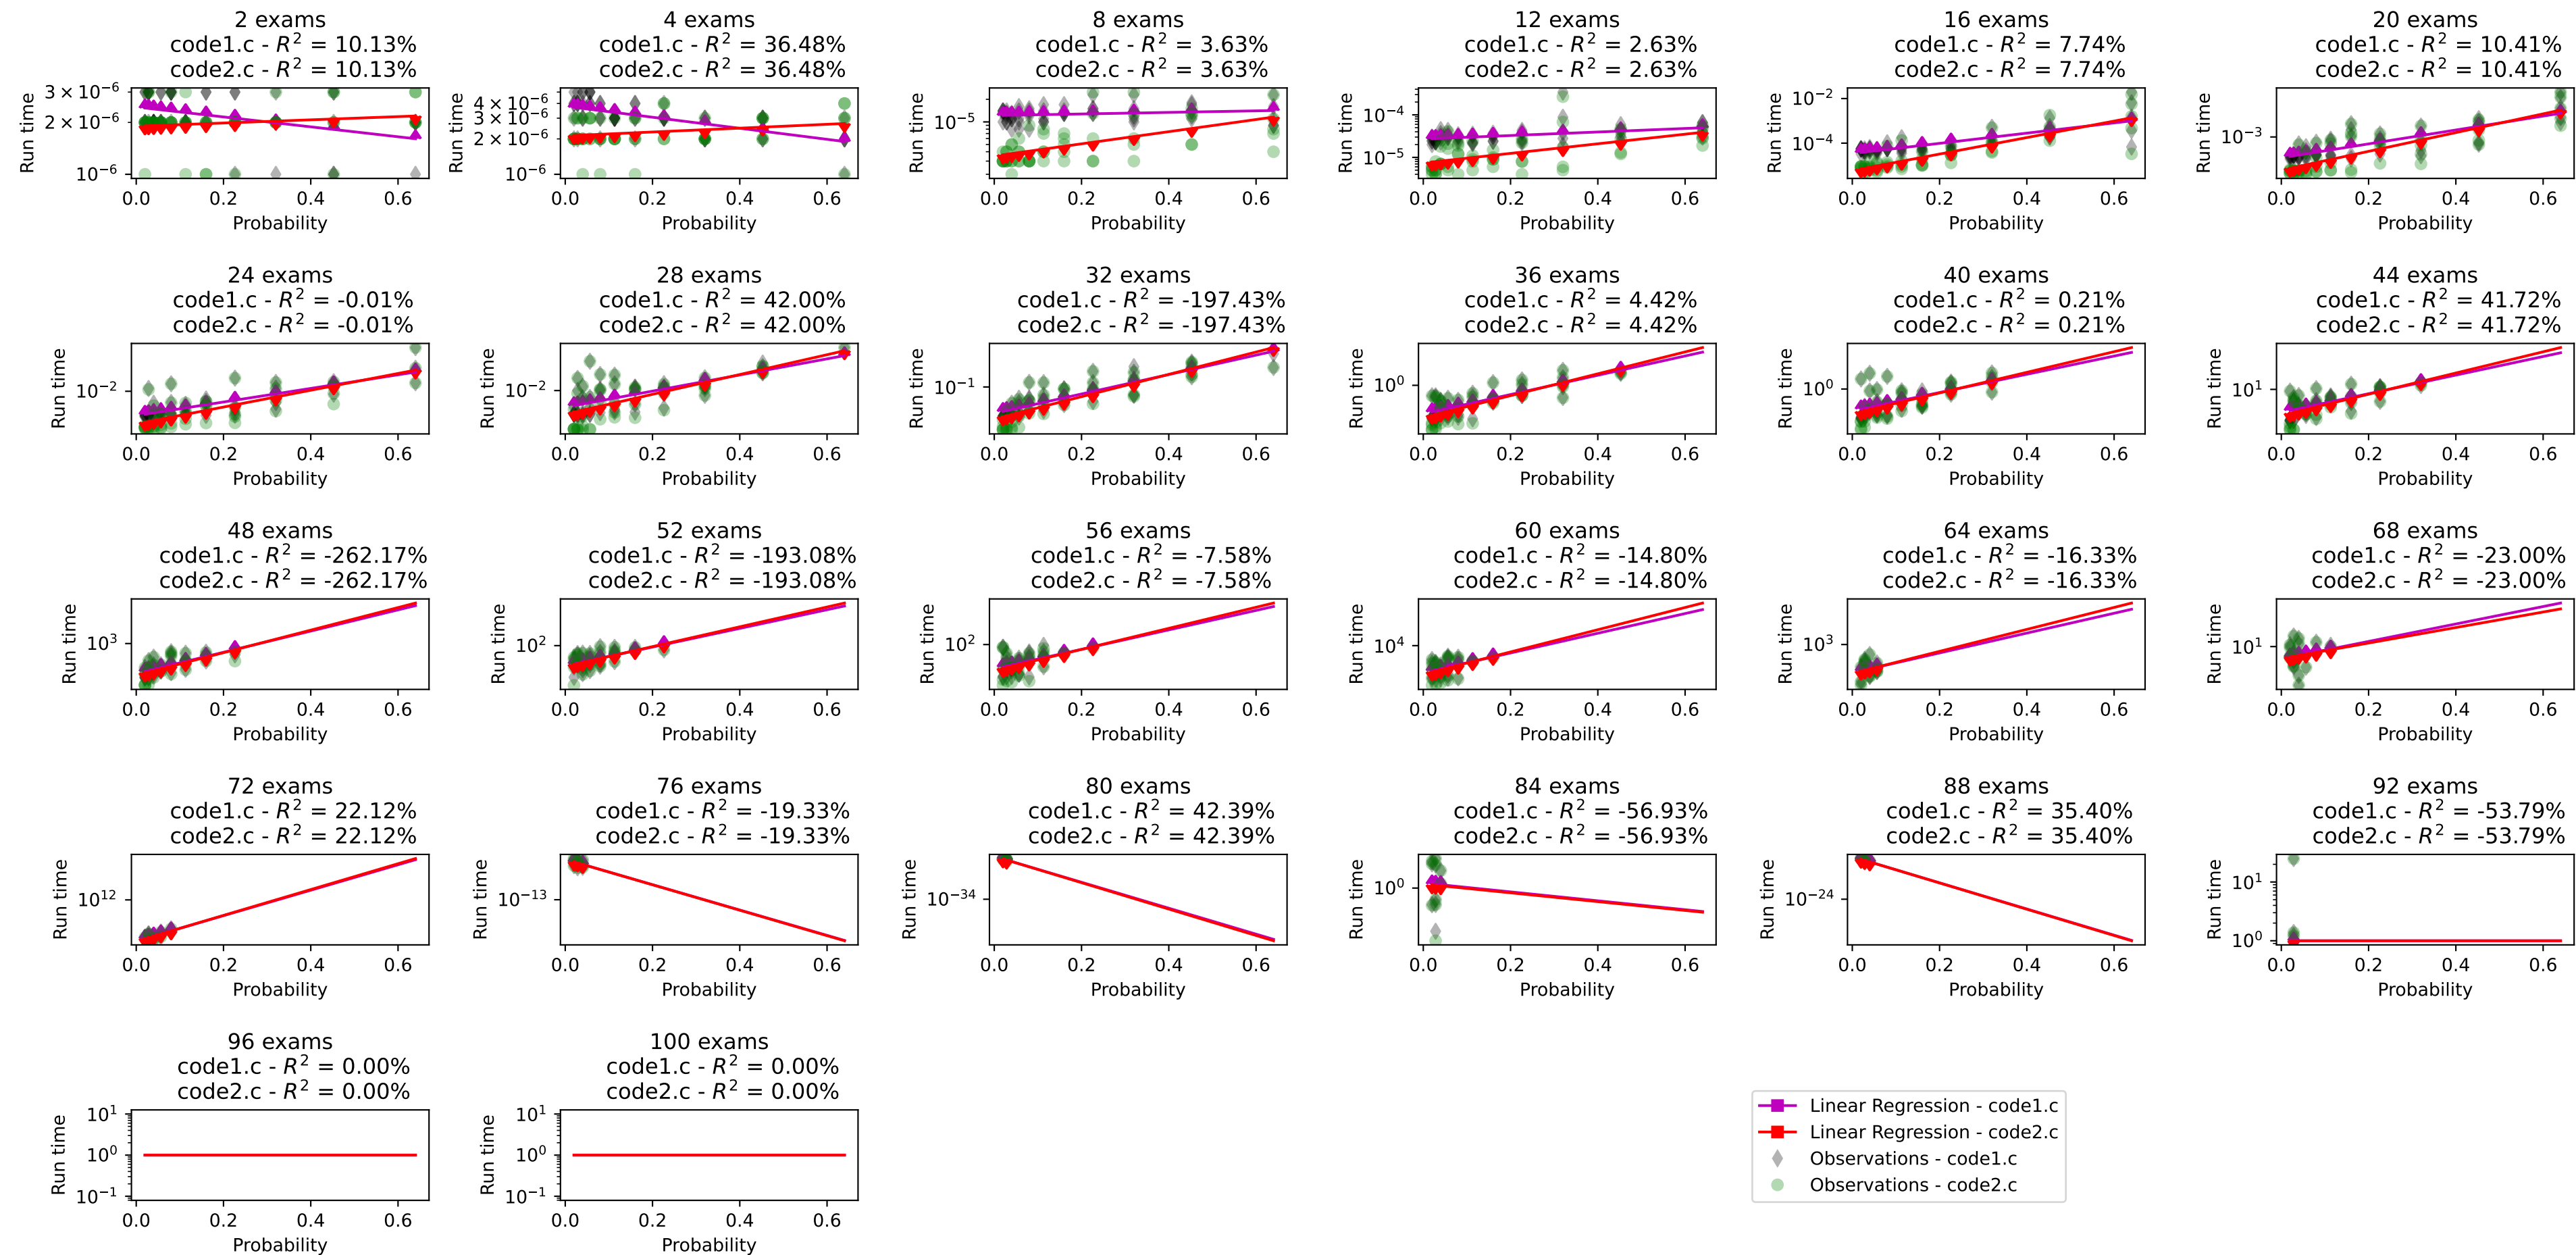 2 exams
code1.c - R² = 10.13%
code2.c - R² = 10.13%
3 × 10⁻⁶
2 × 10⁻⁶
10⁻⁶
Run time
0.0 0.2 0.4 0.6
Probability
4 exams
code1.c - R² = 36.48%
code2.c - R² = 36.48%
4 × 10⁻⁶
3 × 10⁻⁶
2 × 10⁻⁶
10⁻⁶
Run time
0.0 0.2 0.4 0.6
Probability
8 exams
code1.c - R² = 3.63%
code2.c - R² = 3.63%
10⁻⁵
Run time
0.0 0.2 0.4 0.6
Probability
12 exams
code1.c - R² = 2.63%
code2.c - R² = 2.63%
10⁻⁴
10⁻⁵
Run time
0.0 0.2 0.4 0.6
Probability
16 exams
code1.c - R² = 7.74%
code2.c - R² = 7.74%
10⁻²
10⁻⁴
Run time
0.0 0.2 0.4 0.6
Probability
20 exams
code1.c - R² = 10.41%
code2.c - R² = 10.41%
10⁻³
Run time
0.0 0.2 0.4 0.6
Probability
24 exams
code1.c - R² = -0.01%
code2.c - R² = -0.01%
10⁻²
Run time
0.0 0.2 0.4 0.6
Probability
28 exams
code1.c - R² = 42.00%
code2.c - R² = 42.00%
10⁻²
Run time
0.0 0.2 0.4 0.6
Probability
32 exams
code1.c - R² = -197.43%
code2.c - R² = -197.43%
10⁻¹
Run time
0.0 0.2 0.4 0.6
Probability
36 exams
code1.c - R² = 4.42%
code2.c - R² = 4.42%
10⁰
Run time
0.0 0.2 0.4 0.6
Probability
40 exams
code1.c - R² = 0.21%
code2.c - R² = 0.21%
10⁰
Run time
0.0 0.2 0.4 0.6
Probability
44 exams
code1.c - R² = 41.72%
code2.c - R² = 41.72%
10¹
Run time
0.0 0.2 0.4 0.6
Probability
48 exams
code1.c - R² = -262.17%
code2.c - R² = -262.17%
10³
Run time
0.0 0.2 0.4 0.6
Probability
52 exams
code1.c - R² = -193.08%
code2.c - R² = -193.08%
10²
Run time
0.0 0.2 0.4 0.6
Probability
56 exams
code1.c - R² = -7.58%
code2.c - R² = -7.58%
10²
Run time
0.0 0.2 0.4 0.6
Probability
60 exams
code1.c - R² = -14.80%
code2.c - R² = -14.80%
10⁴
Run time
0.0 0.2 0.4 0.6
Probability
64 exams
code1.c - R² = -16.33%
code2.c - R² = -16.33%
10³
Run time
0.0 0.2 0.4 0.6
Probability
68 exams
code1.c - R² = -23.00%
code2.c - R² = -23.00%
10¹
Run time
0.0 0.2 0.4 0.6
Probability
72 exams
code1.c - R² = 22.12%
code2.c - R² = 22.12%
10¹²
Run time
0.0 0.2 0.4 0.6
Probability
76 exams
code1.c - R² = -19.33%
code2.c - R² = -19.33%
10⁻¹³
Run time
0.0 0.2 0.4 0.6
Probability
80 exams
code1.c - R² = 42.39%
code2.c - R² = 42.39%
10⁻³⁴
Run time
0.0 0.2 0.4 0.6
Probability
84 exams
code1.c - R² = -56.93%
code2.c - R² = -56.93%
10⁰
Run time
0.0 0.2 0.4 0.6
Probability
88 exams
code1.c - R² = 35.40%
code2.c - R² = 35.40%
10⁻²⁴
Run time
0.0 0.2 0.4 0.6
Probability
92 exams
code1.c - R² = -53.79%
code2.c - R² = -53.79%
10¹
10⁰
Run time
0.0 0.2 0.4 0.6
Probability
96 exams
code1.c - R² = 0.00%
code2.c - R² = 0.00%
10¹
10⁰
10⁻¹
Run time
0.0 0.2 0.4 0.6
Probability
100 exams
code1.c - R² = 0.00%
code2.c - R² = 0.00%
10¹
10⁰
10⁻¹
Run time
0.0 0.2 0.4 0.6
Probability
Linear Regression - code1.c
Linear Regression - code2.c
Observations - code1.c
Observations - code2.c